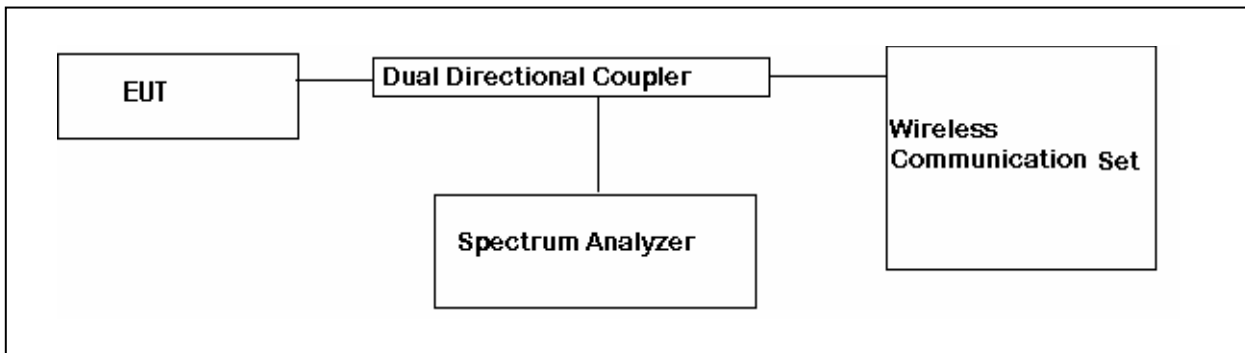 EUT
Dual Directional Coupler
Wireless
Communication Set
Spectrum Analyzer